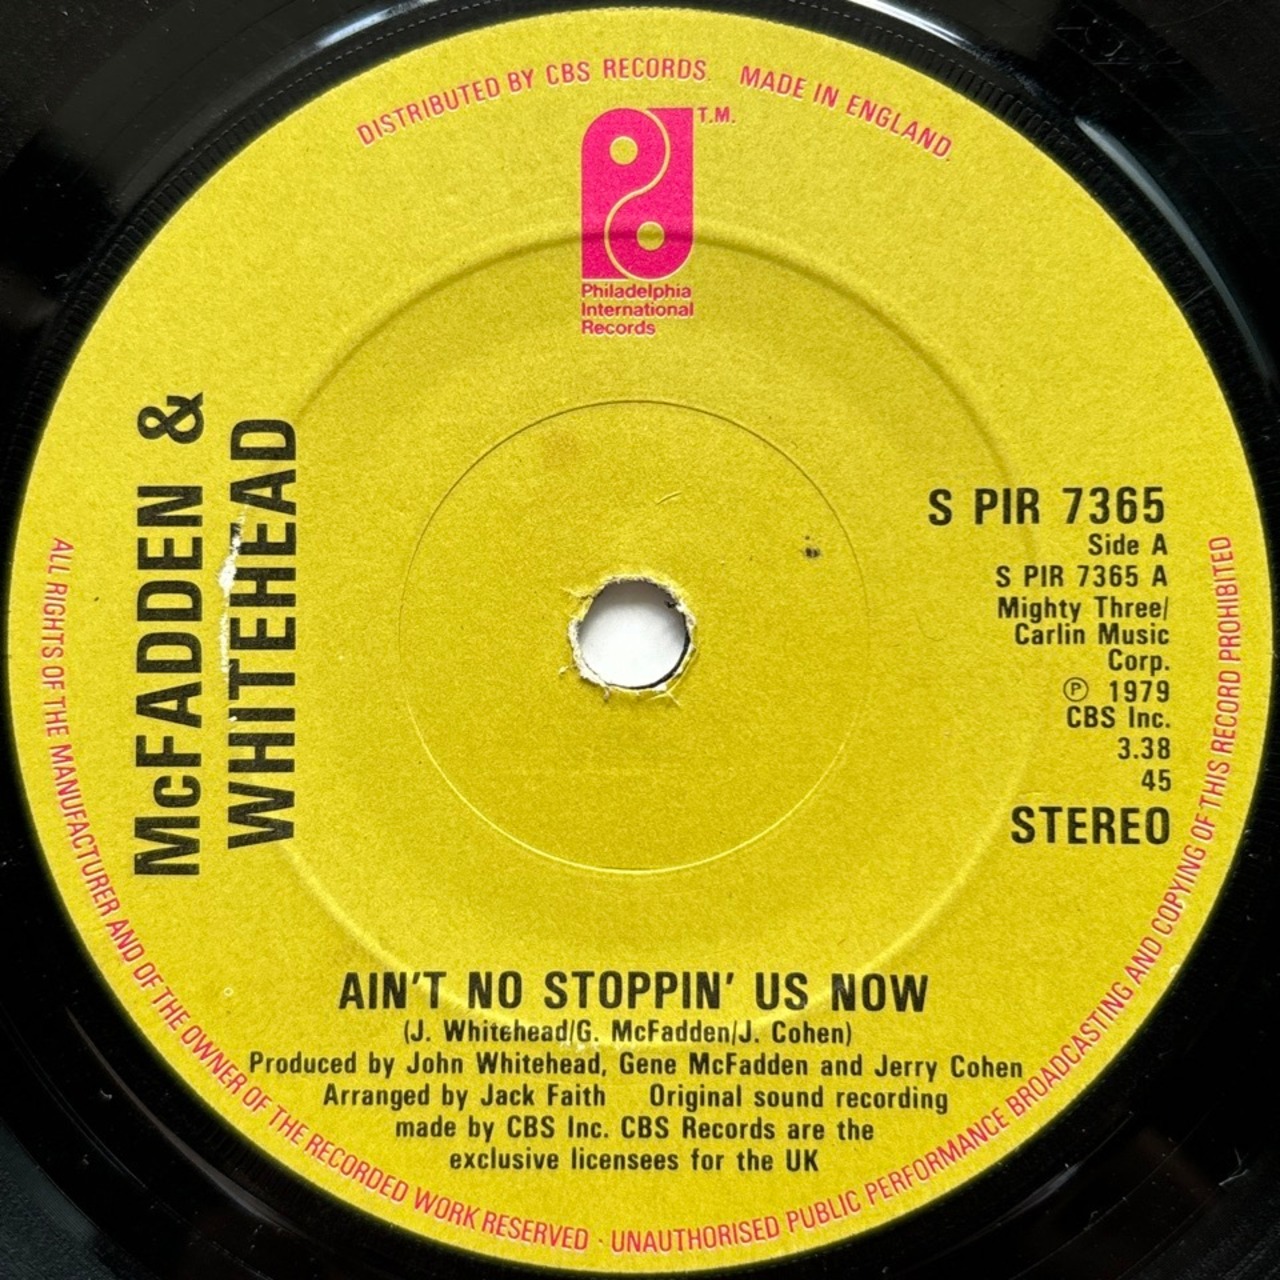 DISTRIBUTED BY CBS RECORDS. MADE IN ENGLAND.
T.M.
Philadelphia
International
Records
McFADDEN &
WHITEHEAD
S PIR 7365
Side A
S PIR 7365 A
Mighty Three/
Carlin Music
Corp.
℗ 1979
CBS Inc.
3.38
45
STEREO
AIN'T NO STOPPIN' US NOW
(J. Whitehead/G. McFadden/J. Cohen)
Produced by John Whitehead, Gene McFadden and Jerry Cohen
Arranged by Jack Faith Original sound recording
made by CBS Inc. CBS Records are the
exclusive licensees for the UK
ALL RIGHTS OF THE MANUFACTURER AND OF THE OWNER OF THE RECORDED WORK RESERVED · UNAUTHORISED PUBLIC PERFORMANCE BROADCASTING AND COPYING OF THIS RECORD PROHIBITED